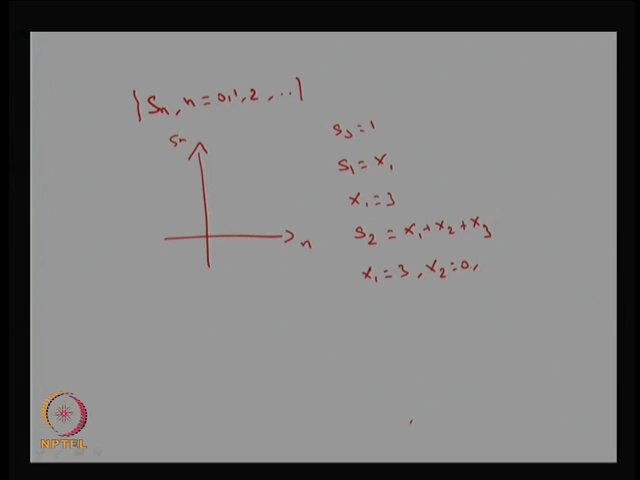 {Sn, n = 0, 1, 2, ..}
Sn
n
S0 = 1
S1 = X1
X1 = 3
S2 = X1 + X2 + X3
X1 = 3, X2 = 0,
NPTEL